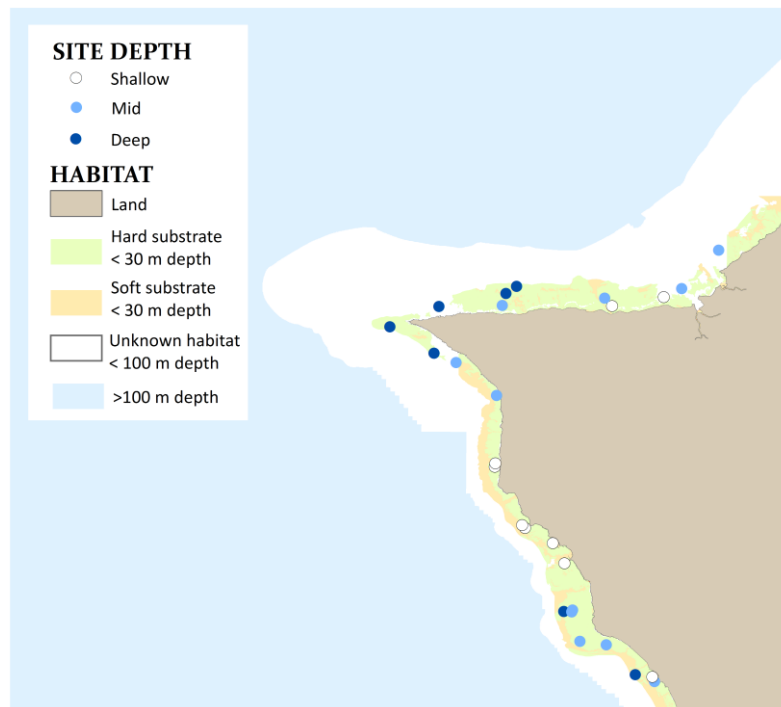 SITE DEPTH
Shallow
Mid
Deep
HABITAT
Land
Hard substrate
< 30 m depth
Soft substrate
< 30 m depth
Unknown habitat
< 100 m depth
>100 m depth